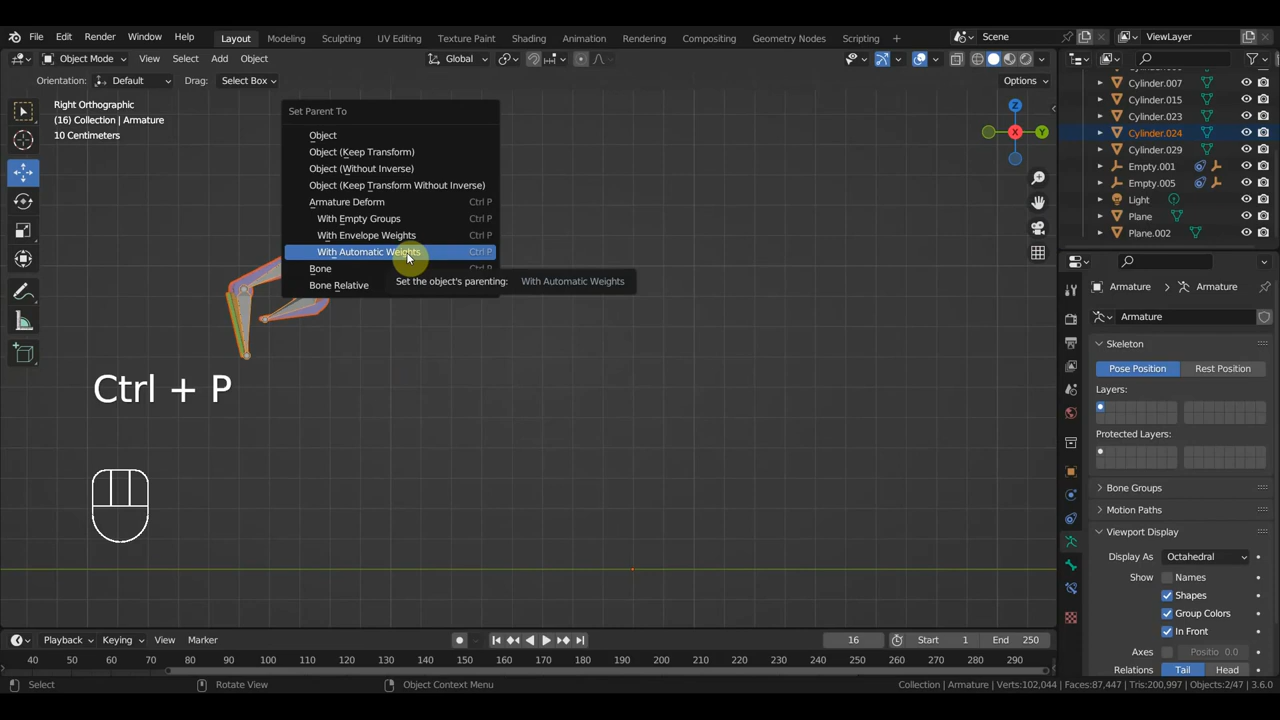 File Edit Render Window Help Layout Modeling Sculpting UV Editing Texture Paint Shading Animation Rendering Compositing Geometry Nodes Scripting + Scene ViewLayer
Object Mode View Select Add Object Global
Orientation: Default Drag: Select Box Options
Right Orthographic
(16) Collection | Armature
10 Centimeters
Set Parent To
Object
Object (Keep Transform)
Object (Without Inverse)
Object (Keep Transform Without Inverse)
Armature Deform Ctrl P
With Empty Groups Ctrl P
With Envelope Weights Ctrl P
With Automatic Weights Ctrl P
Bone Ctrl P
Bone Relative
Set the object's parenting: With Automatic Weights
Z
X
Y
Ctrl + P
Cylinder.007
Cylinder.015
Cylinder.023
Cylinder.024
Cylinder.029
Empty.001
Empty.005
Light
Plane
Plane.002
Armature Armature
Armature
Skeleton
Pose Position Rest Position
Layers:
Protected Layers:
Bone Groups
Motion Paths
Viewport Display
Display As Octahedral
Show Names
Shapes
Group Colors
In Front
Axes Positio 0.0
Relations Tail Head
Playback Keying View Marker 16 Start 1 End 250
40 50 60 70 80 90 100 110 120 130 140 150 160 170 180 190 200 210 220 230 240 250 260 270 280 290
Select Rotate View Object Context Menu Collection | Armature | Verts:102,044 | Faces:87,447 | Tris:200,997 | Objects:2/47 | 3.6.0